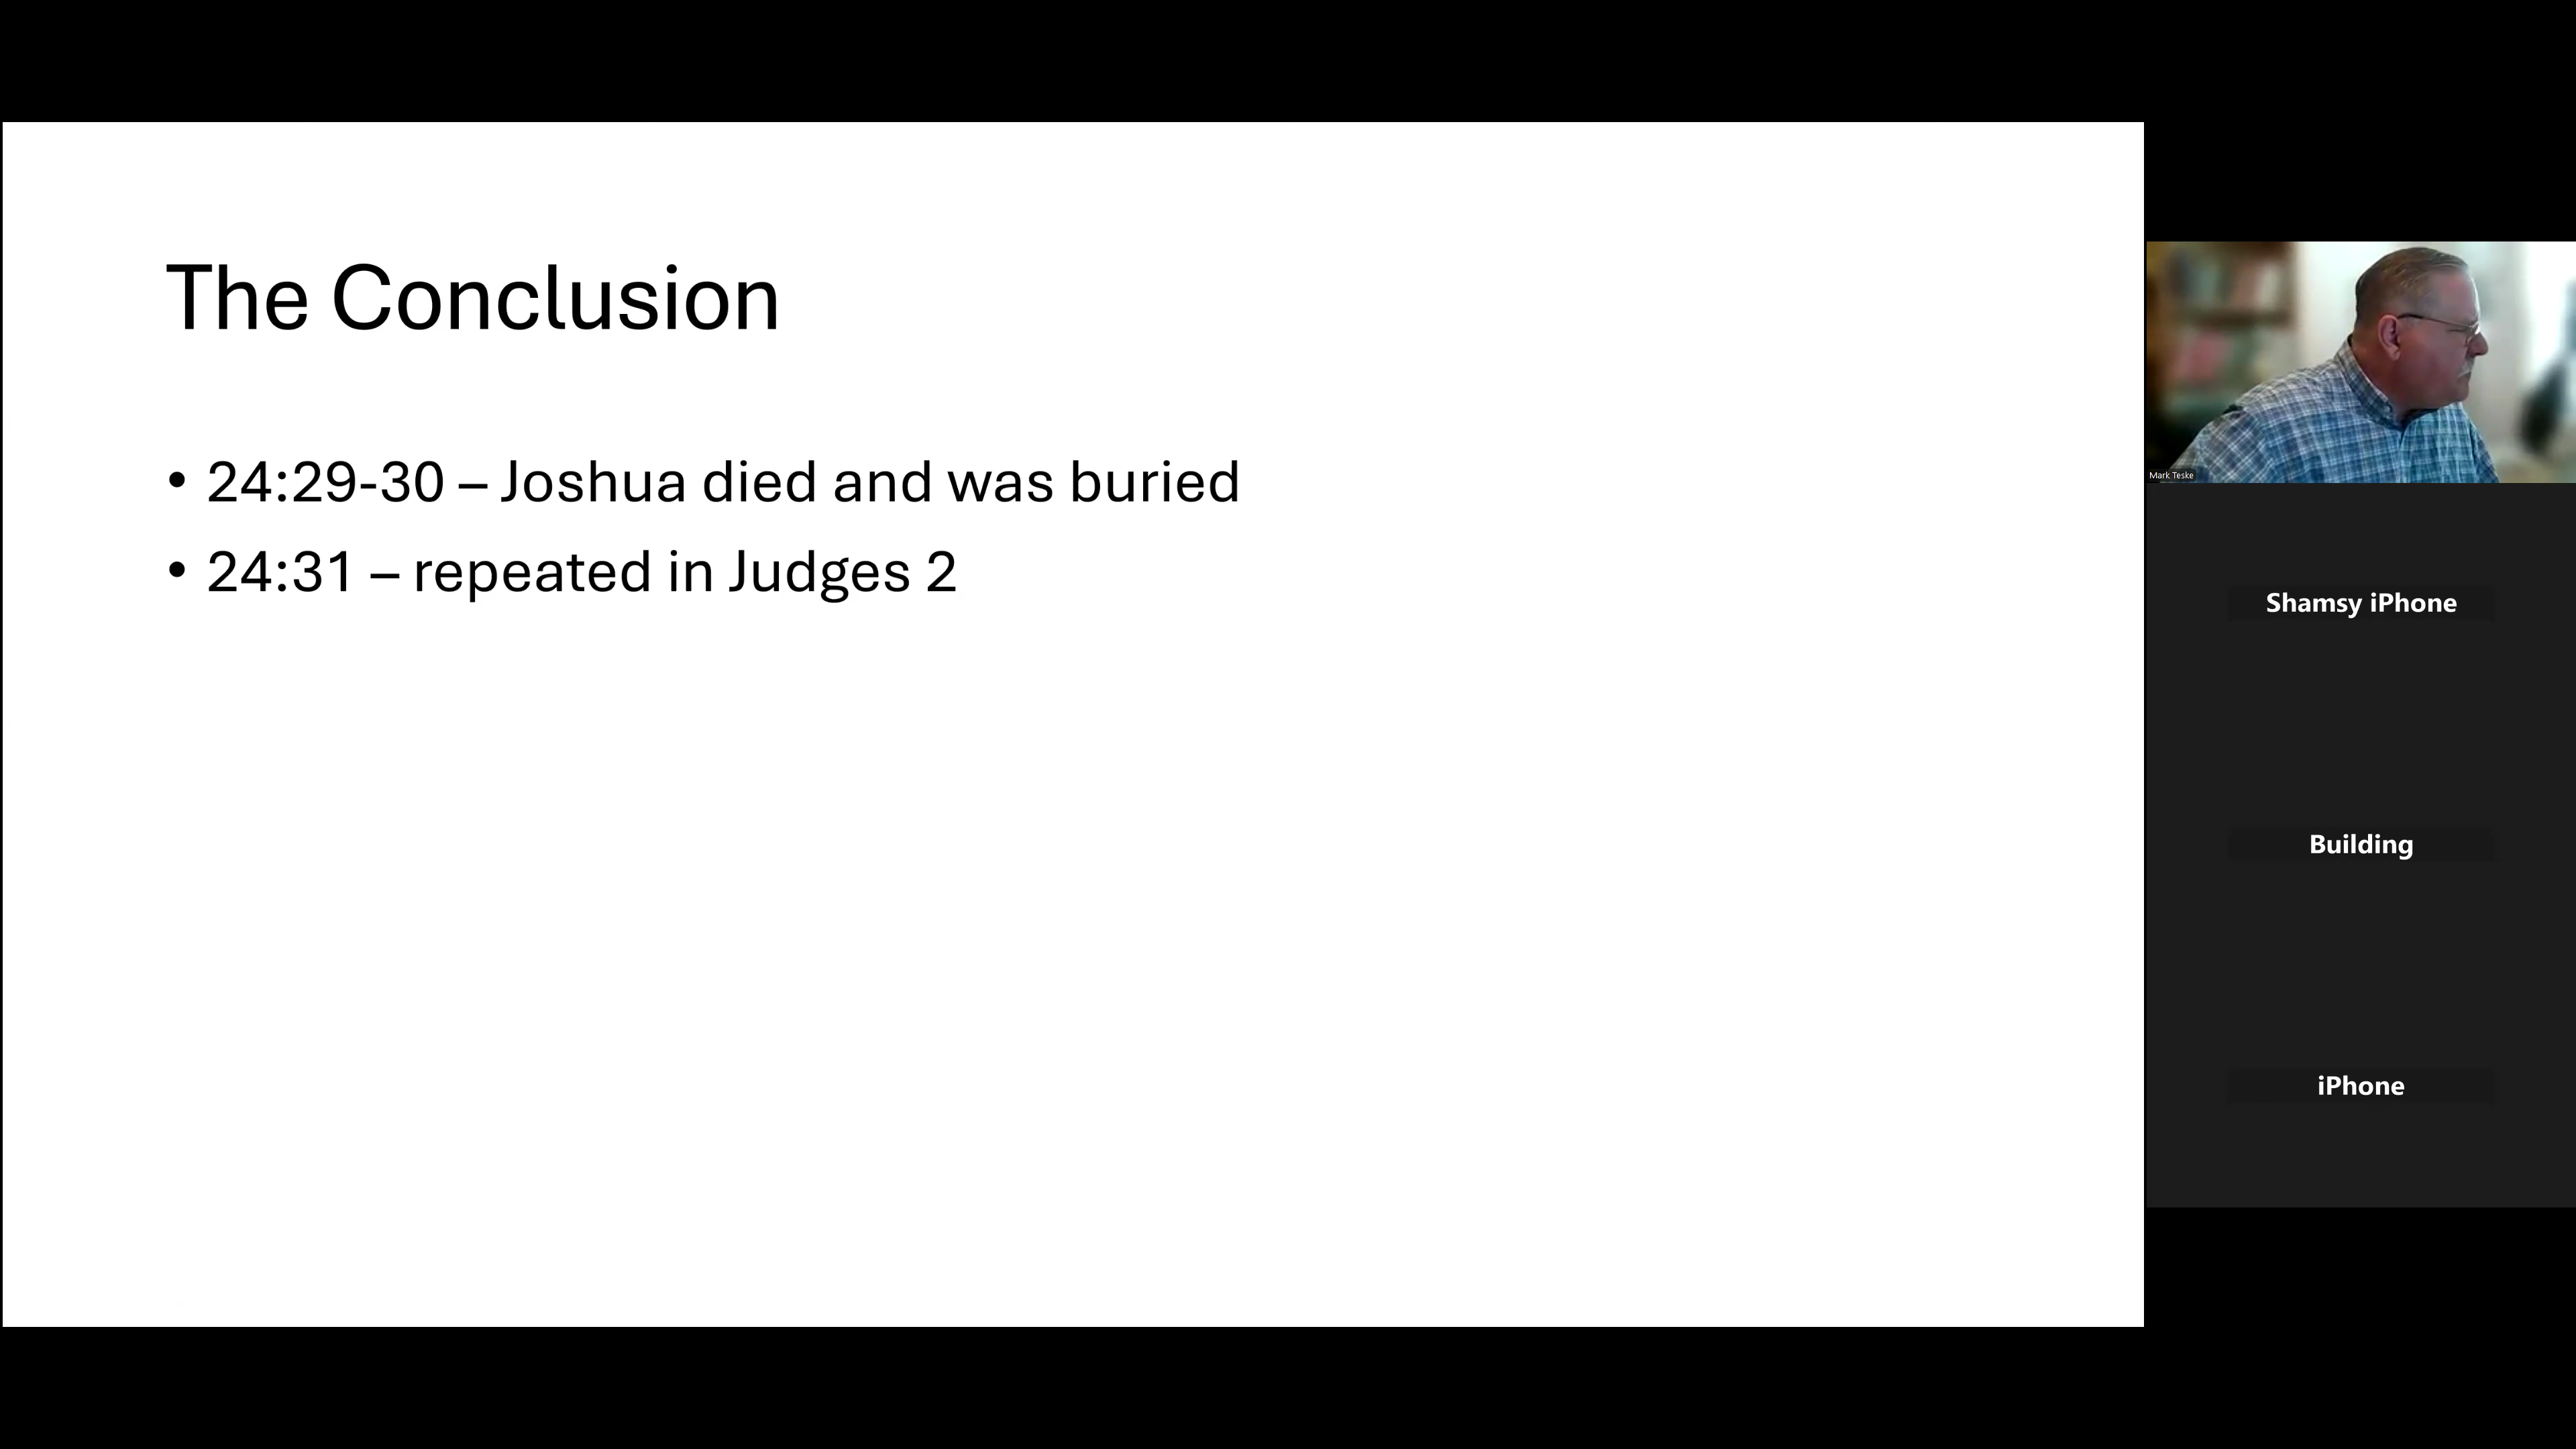 The Conclusion
• 24:29-30 – Joshua died and was buried
• 24:31 – repeated in Judges 2
Mark Teske
Shamsy iPhone
Building
iPhone